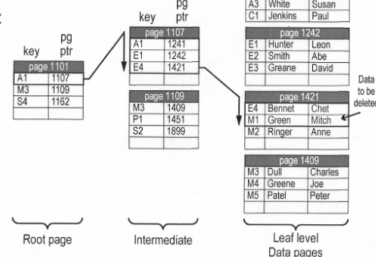 pg
key ptr
page 1101
A1 1107
M3 1109
S4 1162
Root page
pg
key ptr
page 1107
A1 1241
E1 1242
E4 1421
page 1109
M3 1409
P1 1451
S2 1899
Intermediate
A3 White Susan
C1 Jenkins Paul
page 1242
E1 Hunter Leon
E2 Smith Abe
E3 Greane David
page 1421
E4 Bennet Chet
M1 Green Mitch
M2 Ringer Anne
Data
to be
deleted
page 1409
M3 Dull Charles
M4 Greene Joe
M5 Patel Peter
Leaf level
Data pages